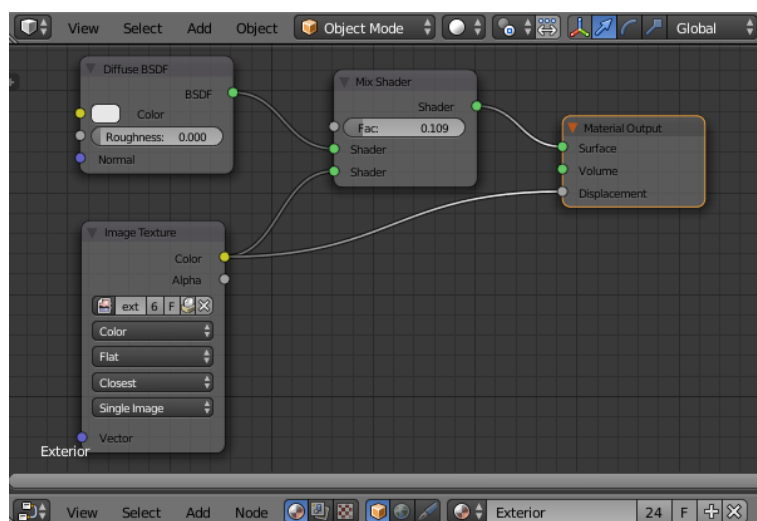 View Select Add Object Object Mode Global
Diffuse BSDF
BSDF
Color
Roughness: 0.000
Normal
Mix Shader
Shader
Fac: 0.109
Shader
Shader
Material Output
Surface
Volume
Displacement
Image Texture
Color
Alpha
ext 6 F
Color
Flat
Closest
Single Image
Vector
Exterior
View Select Add Node Exterior 24 F